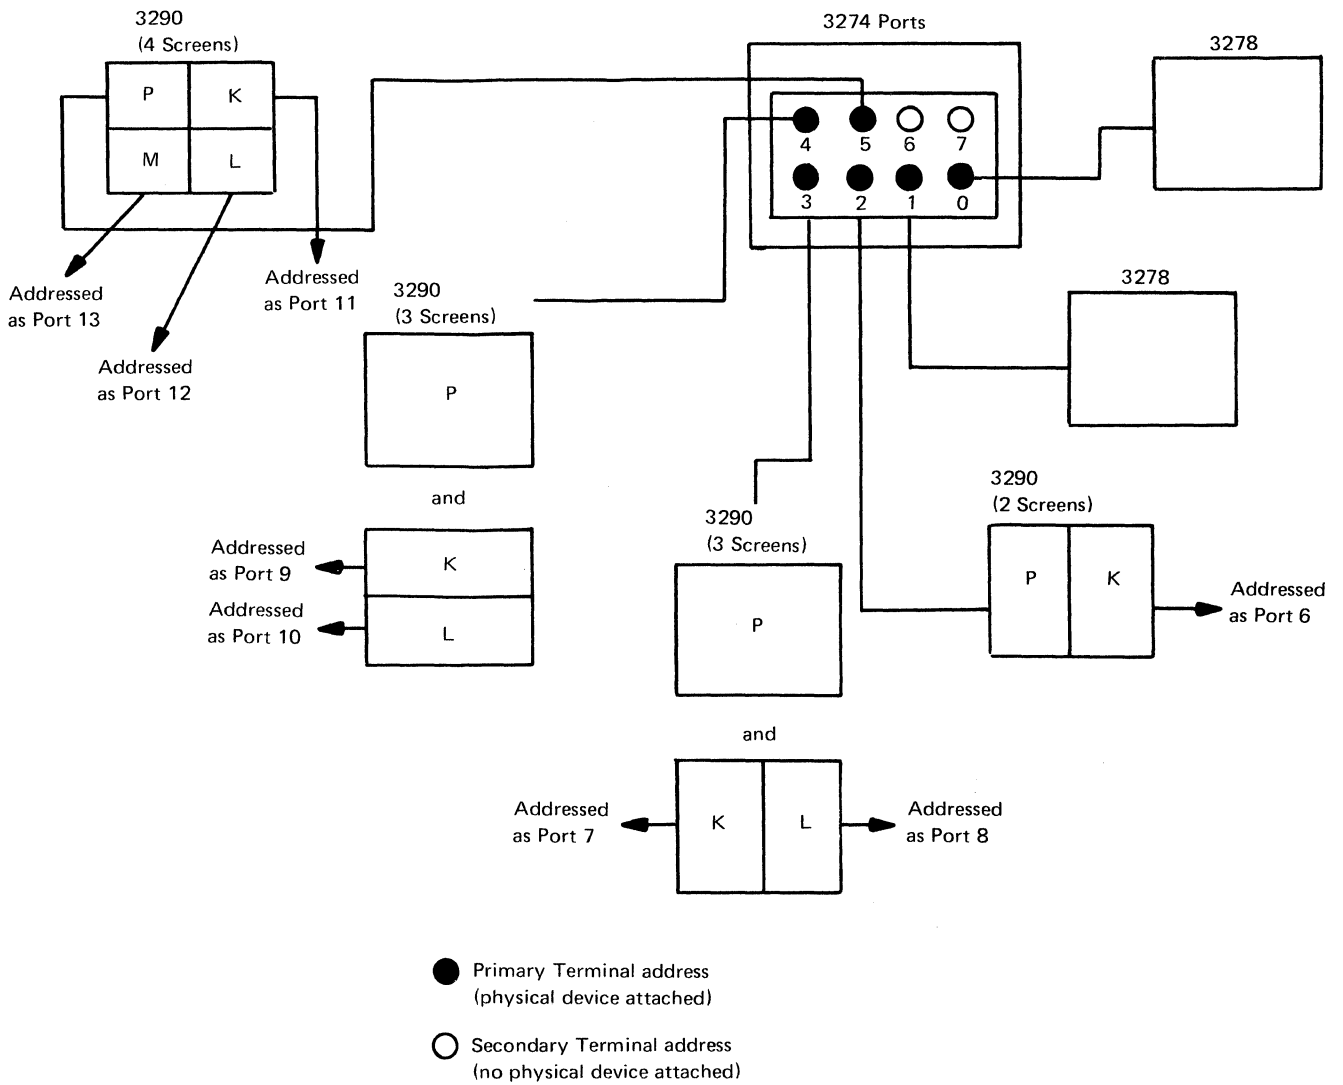 3290
(4 Screens)
P
K
M
L
Addressed
as Port 13
Addressed
as Port 12
Addressed
as Port 11
3274 Ports
4
5
6
7
3
2
1
0
3278
3278
3290
(3 Screens)
P
and
K
L
Addressed
as Port 9
Addressed
as Port 10
3290
(3 Screens)
P
and
K
L
Addressed
as Port 7
Addressed
as Port 8
3290
(2 Screens)
P
K
Addressed
as Port 6
Primary Terminal address
(physical device attached)
Secondary Terminal address
(no physical device attached)